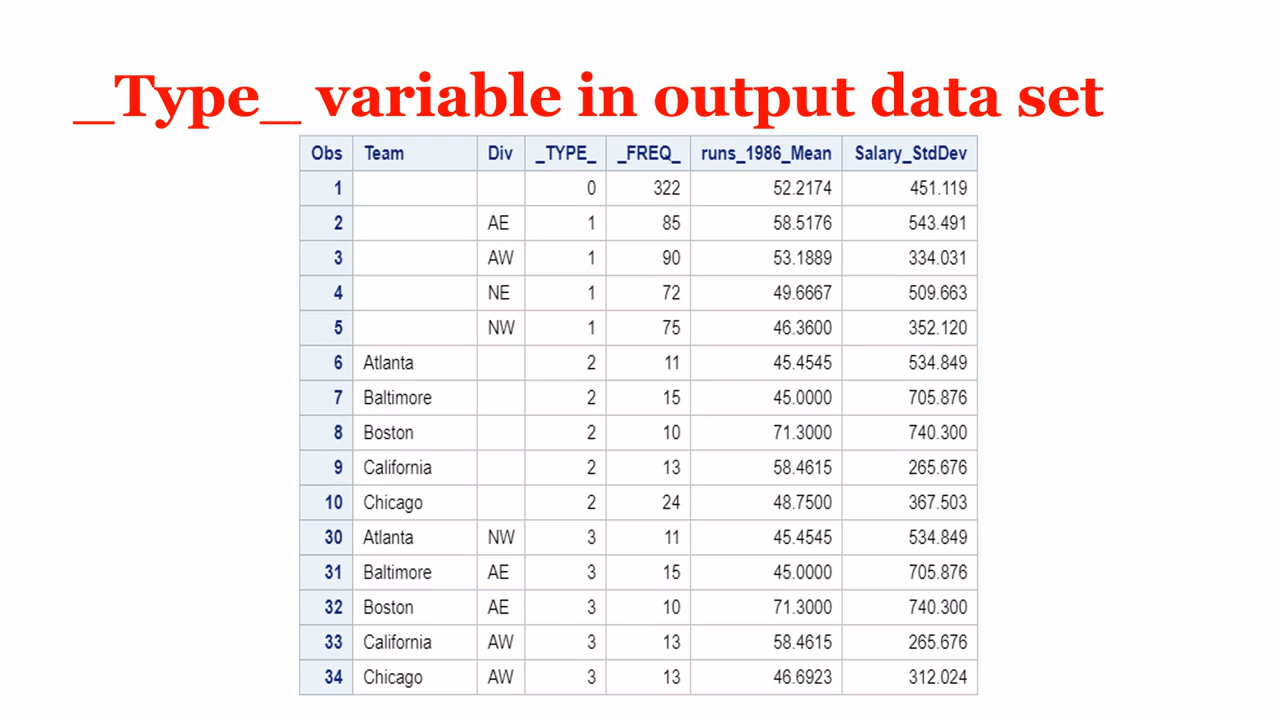 _Type_ variable in output data set
Obs Team Div _TYPE_ _FREQ_ runs_1986_Mean Salary_StdDev
1 0 322 52.2174 451.119
2 AE 1 85 58.5176 543.491
3 AW 1 90 53.1889 334.031
4 NE 1 72 49.6667 509.663
5 NW 1 75 46.3600 352.120
6 Atlanta 2 11 45.4545 534.849
7 Baltimore 2 15 45.0000 705.876
8 Boston 2 10 71.3000 740.300
9 California 2 13 58.4615 265.676
10 Chicago 2 24 48.7500 367.503
30 Atlanta NW 3 11 45.4545 534.849
31 Baltimore AE 3 15 45.0000 705.876
32 Boston AE 3 10 71.3000 740.300
33 California AW 3 13 58.4615 265.676
34 Chicago AW 3 13 46.6923 312.024